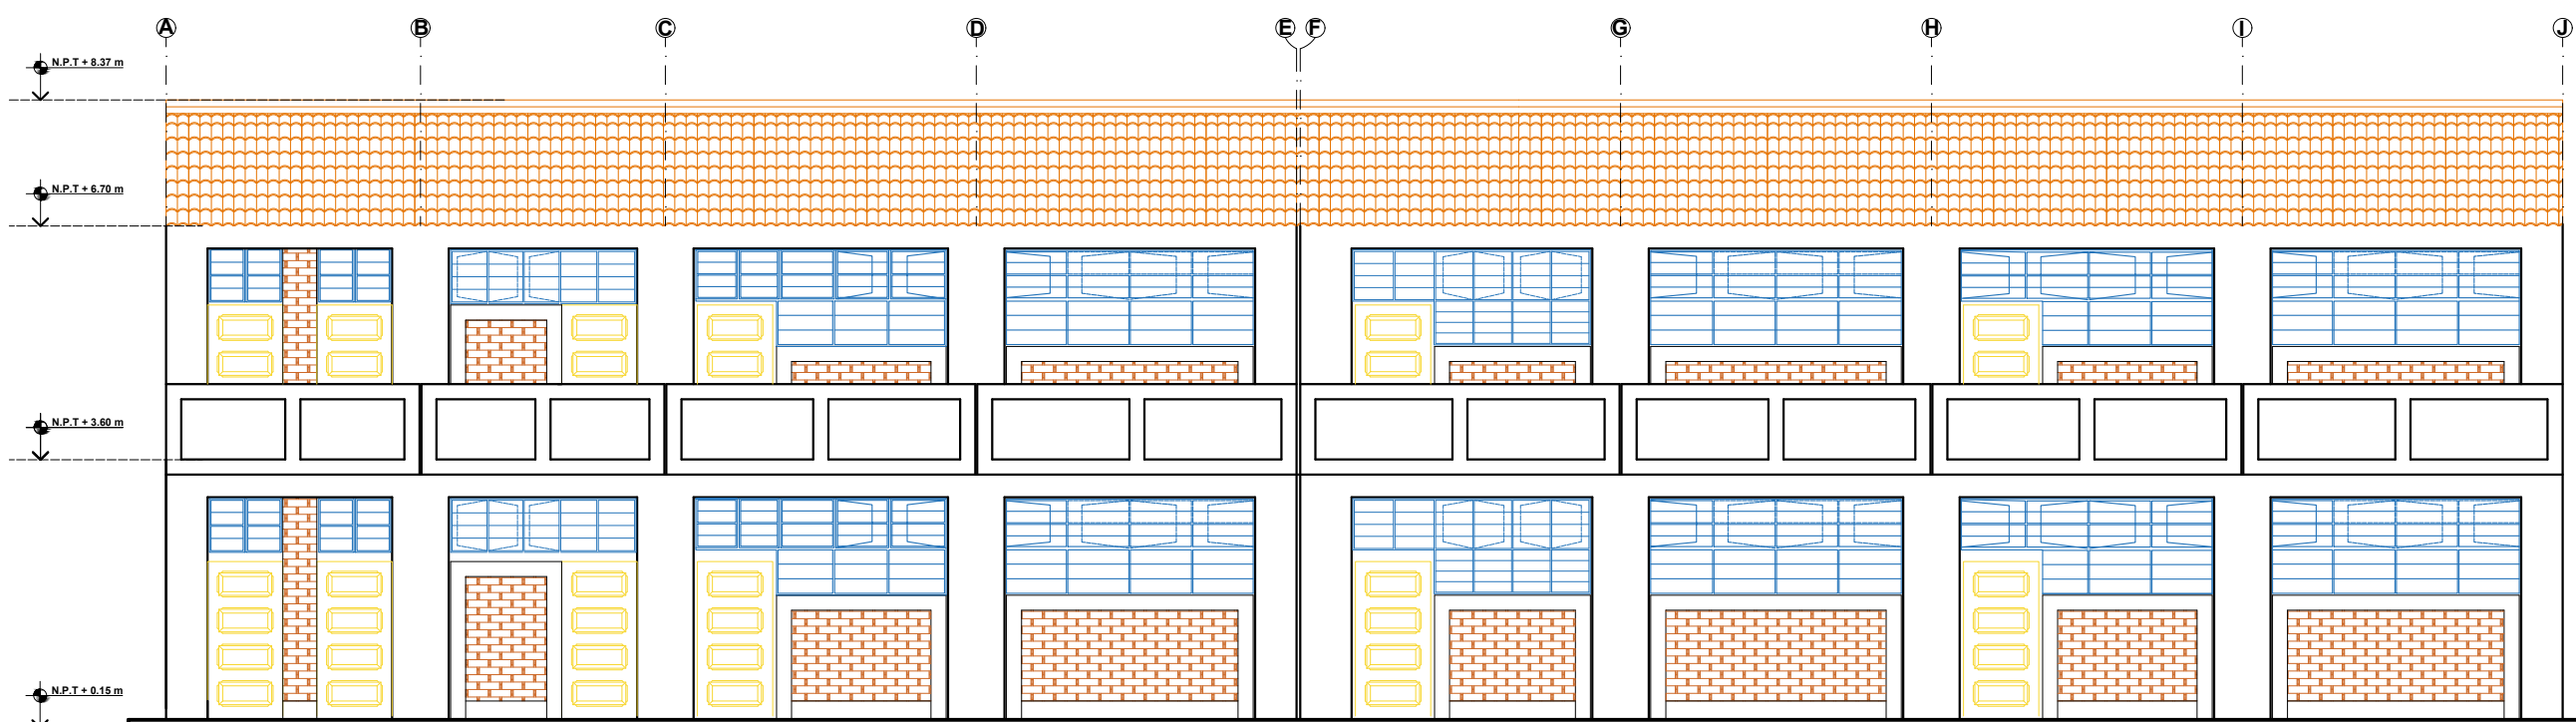 A B C D E F G H I J
N.P.T + 8.37 m
N.P.T + 6.70 m
N.P.T + 3.60 m
N.P.T + 0.15 m